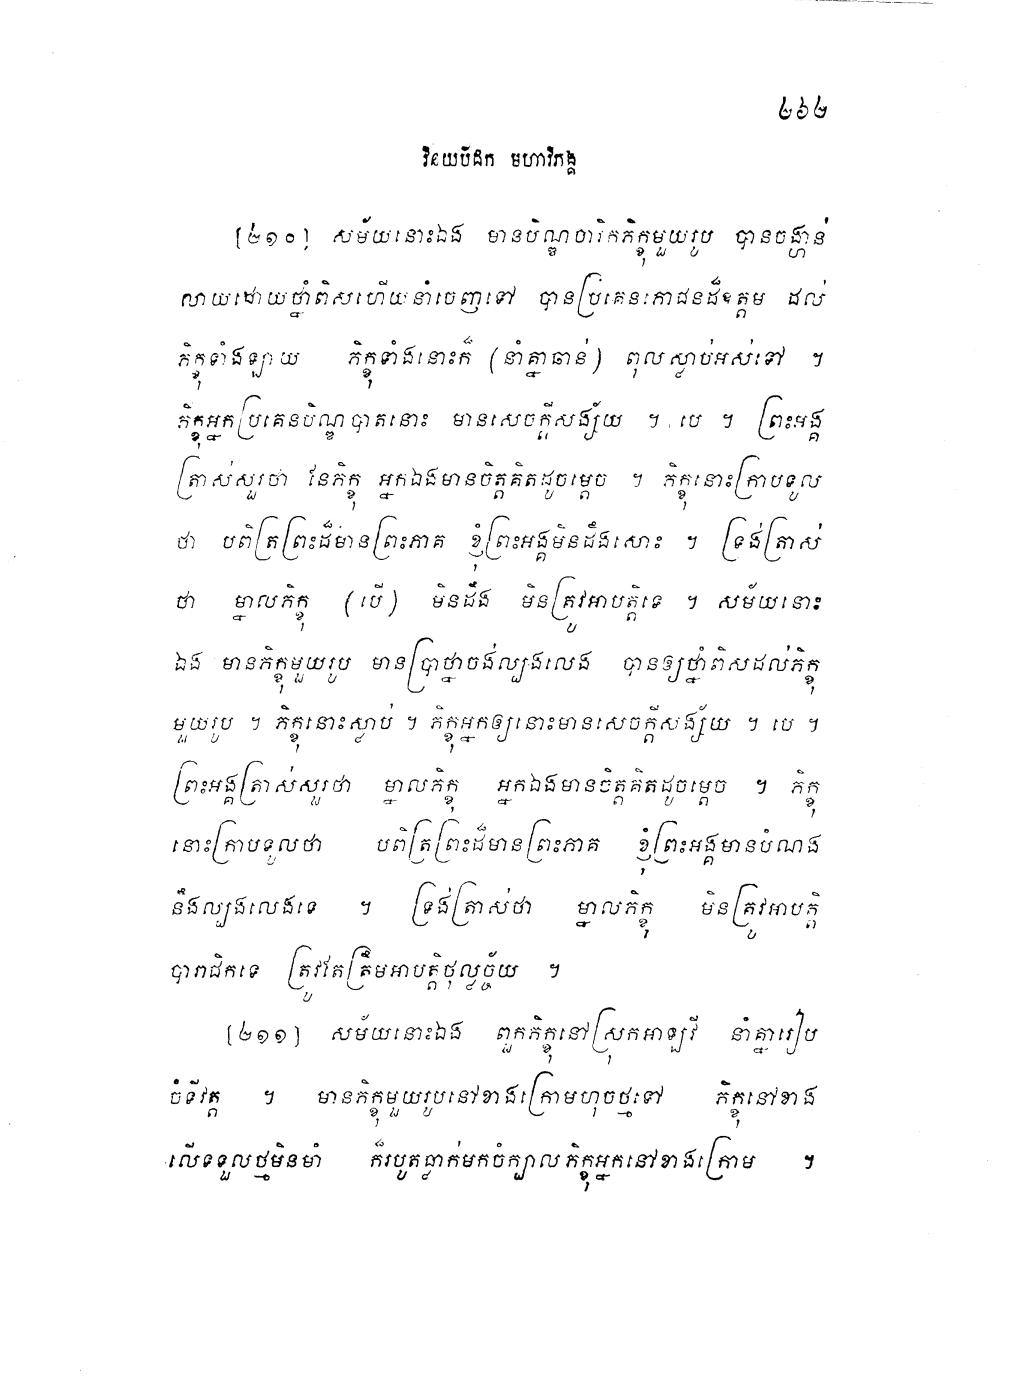 ២៦២
វិនយបិដក មហាវិភង្គ
[២១០] សម័យនោះឯង មានបិណ្ឌចារិកភិក្ខុមួយរូប បានចង្ហាន់
លាយដោយថ្នាំពិសហើយនាំចេញទៅ បានប្រគេនភោជនដ៏ឧត្តម ដល់
ភិក្ខុទាំងឡាយ ភិក្ខុទាំងនោះក៏ (នាំគ្នាឆាន់) ពុលស្លាប់អស់ទៅ ។
ភិក្ខុអ្នកប្រគេនបិណ្ឌបាតនោះ មានសេចក្តីសង្ស័យ ។ បេ ។ ព្រះអង្គ
ត្រាស់សួរថា នែភិក្ខុ អ្នកឯងមានចិត្តគិតដូចម្តេច ។ ភិក្ខុនោះក្រាបទូល
ថា បពិត្រព្រះដ៏មានព្រះភាគ ខ្ញុំព្រះអង្គមិនដឹងសោះ ។ ទ្រង់ត្រាស់
ថា ម្នាលភិក្ខុ (បើ) មិនដឹង មិនត្រូវអាបត្តិទេ ។ សម័យនោះ
ឯង មានភិក្ខុមួយរូប មានប្រាថ្នាចង់ល្បងលេង បានឲ្យថ្នាំពិសដល់ភិក្ខុ
មួយរូប ។ ភិក្ខុនោះស្លាប់ ។ ភិក្ខុអ្នកឲ្យនោះមានសេចក្តីសង្ស័យ ។ បេ ។
ព្រះអង្គត្រាស់សួរថា ម្នាលភិក្ខុ អ្នកឯងមានចិត្តគិតដូចម្តេច ។ ភិក្ខុ
នោះក្រាបទូលថា បពិត្រព្រះដ៏មានព្រះភាគ ខ្ញុំព្រះអង្គមានបំណង
នឹងល្បងលេងទេ ។ ទ្រង់ត្រាស់ថា ម្នាលភិក្ខុ មិនត្រូវអាបត្តិ
បារាជិកទេ ត្រូវតែត្រឹមអាបត្តិថុល្លច្ច័យ ។
[២១១] សម័យនោះឯង ពួកភិក្ខុនៅស្រុកអាឡវី នាំគ្នារៀប
ចំទីវត្ត ។ មានភិក្ខុមួយរូបនៅខាងក្រោមហុចថ្មទៅ ភិក្ខុនៅខាង
លើទទួលថ្មមិនមាំ ក៏របូតធ្លាក់មកចំក្បាលភិក្ខុអ្នកនៅខាងក្រោម ។